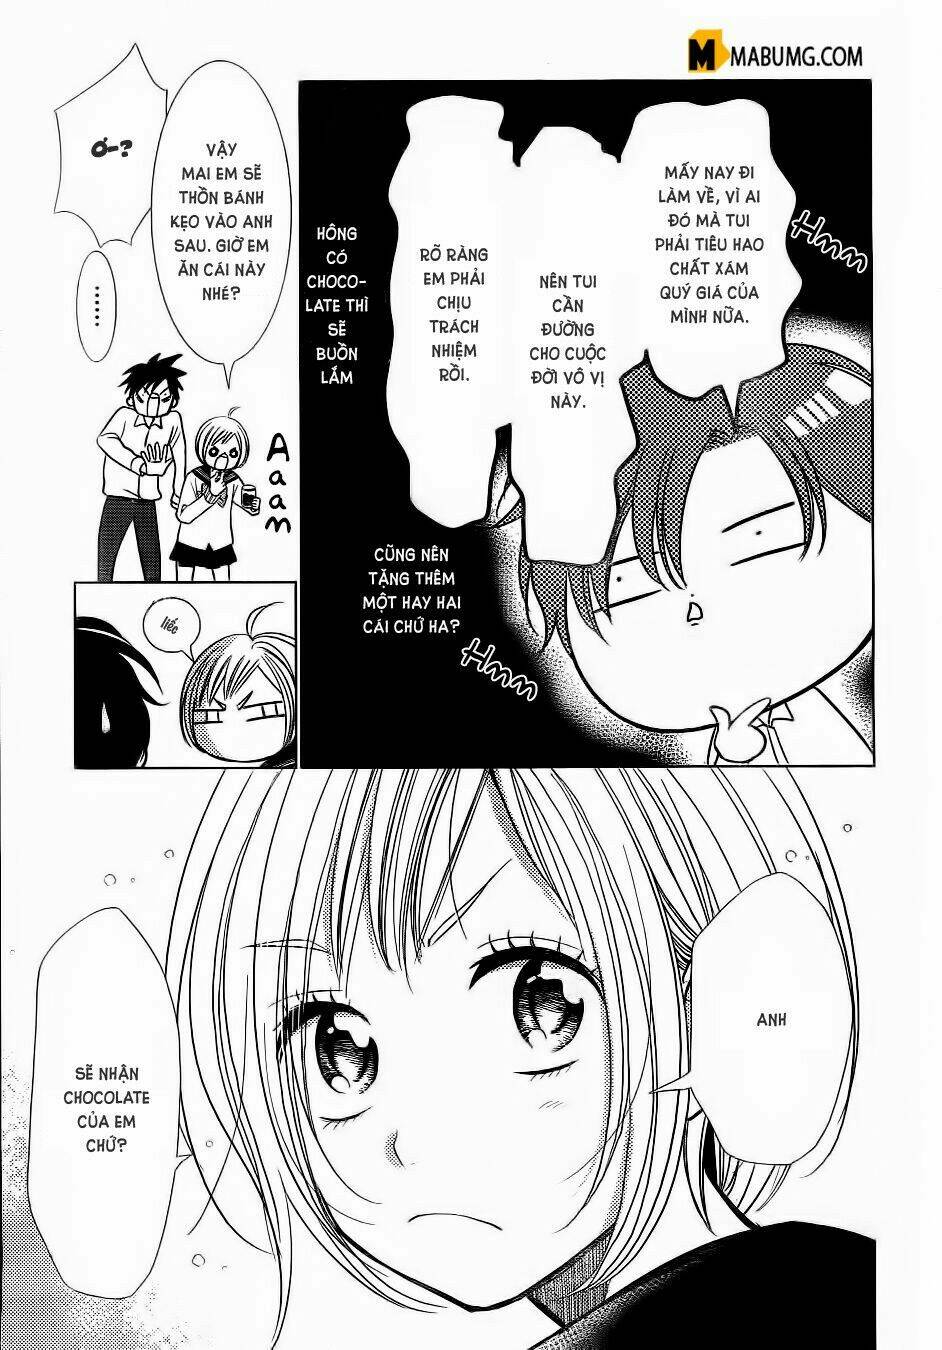 MABUMG.COM
MẤY NAY ĐI
LÀM VỀ, VÌ AI
ĐÓ MÀ TUI
PHẢI TIÊU HAO
CHẤT XÁM
QUÝ GIÁ CỦA
MÌNH NỮA.
Hmm
NÊN TUI
CẦN
ĐƯỜNG
CHO CUỘC
ĐỜI VÔ VỊ
NÀY.
RÕ RÀNG
EM PHẢI
CHỊU
TRÁCH
NHIỆM
RỒI.
HÔNG
CÓ
CHOCO-
LATE THÌ
SẼ
BUỒN
LẮM
CŨNG NÊN
TẶNG THÊM
MỘT HAY HAI
CÁI CHỨ HA?
Hmm
VẬY
MAI EM SẼ
THỒN BÁNH
KẸO VÀO ANH
SAU. GIỜ EM
ĂN CÁI NÀY
NHÉ?
Ơ-?
......
Aaam
liếc
ANH
SẼ NHẬN
CHOCOLATE
CỦA EM
CHỨ?